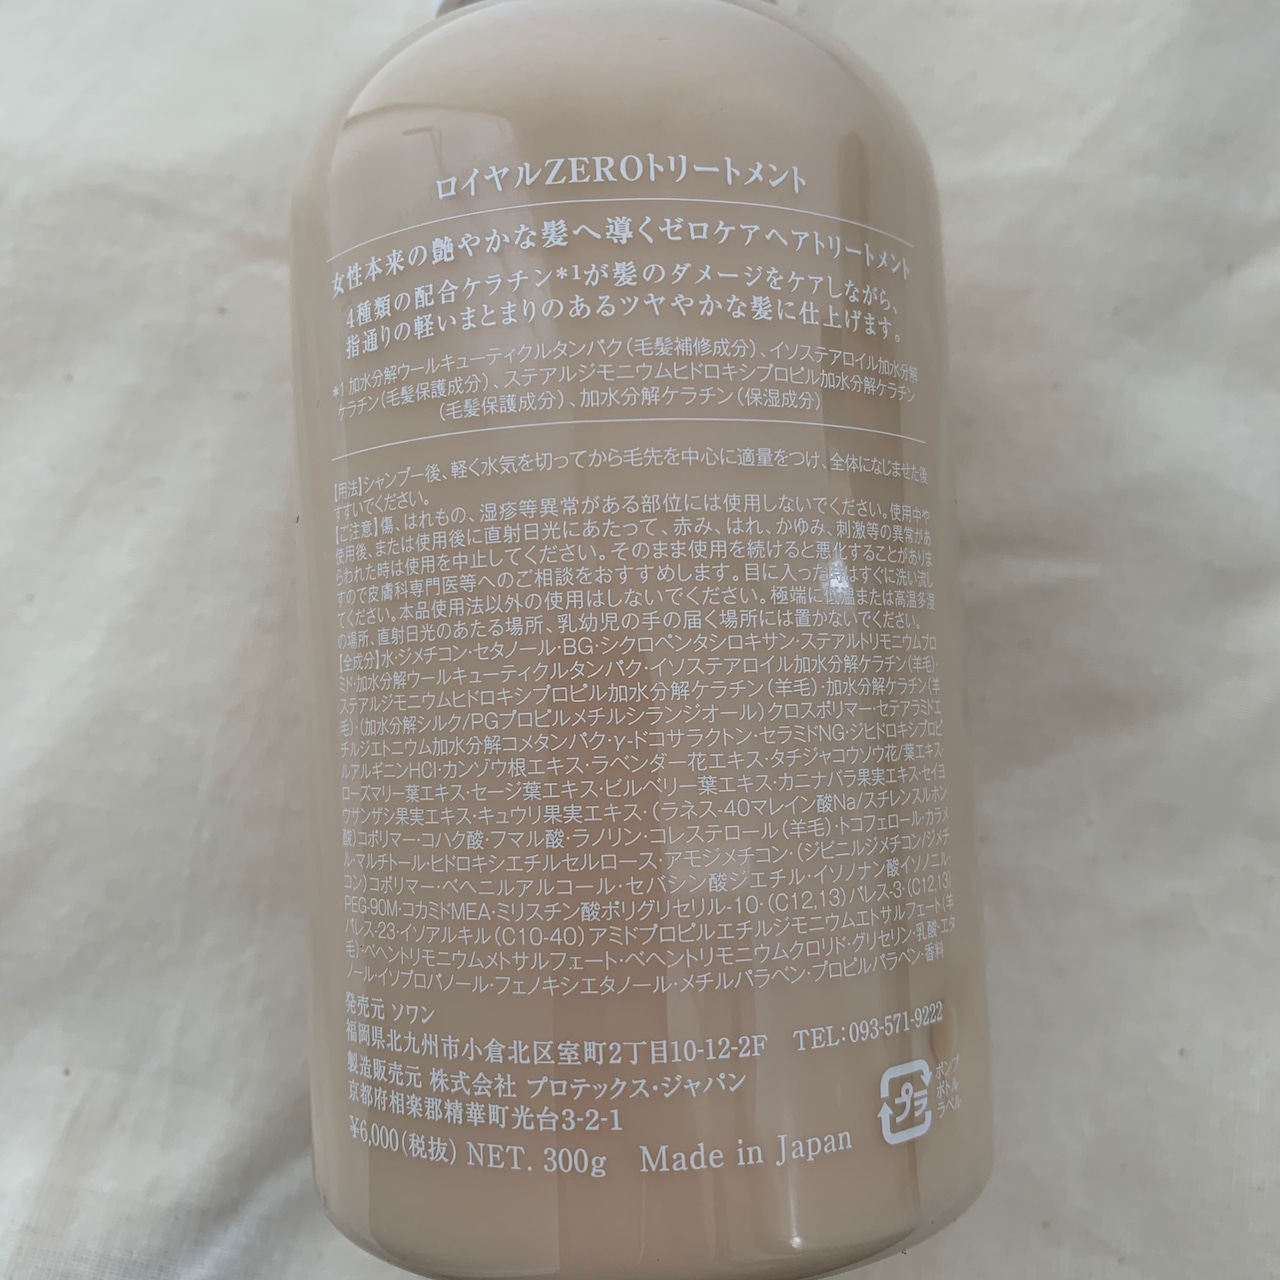 ロイヤルZEROトリートメント
女性本来の艶やかな髪へ導くゼロケアヘアトリートメント
4種類の配合ケラチン*1が髪のダメージをケアしながら、
指通りの軽いまとまりのあるツヤやかな髪に仕上げます。
*1 加水分解ウールキューティクルタンパク(毛髪補修成分)、イソステアロイル加水分解
ケラチン(毛髪保護成分)、ステアルジモニウムヒドロキシプロピル加水分解ケラチン
(毛髪保護成分)、加水分解ケラチン(保湿成分)
【用法】シャンプー後、軽く水気を切ってから毛先を中心に適量をつけ、全体になじませた後
すすいでください。
【ご注意】傷、はれもの、湿疹等異常がある部位には使用しないでください。使用中や
使用後、または使用後に直射日光にあたって、赤み、はれ、かゆみ、刺激等の異常があ
らわれた時は使用を中止してください。そのまま使用を続けると悪化することがありま
すので皮膚科専門医等へのご相談をおすすめします。目に入った時はすぐに洗い流し
てください。本品使用法以外の使用はしないでください。極端に低温または高温多湿
の場所、直射日光のあたる場所、乳幼児の手の届く場所には置かないでください。
【全成分】水・ジメチコン・セタノール・BG・シクロペンタシロキサン・ステアルトリモニウムブロ
ミド・加水分解ウールキューティクルタンパク・イソステアロイル加水分解ケラチン(羊毛)・
ステアルジモニウムヒドロキシプロピル加水分解ケラチン(羊毛)・加水分解ケラチン(羊
毛)・(加水分解シルク/PGプロピルメチルシランジオール)クロスポリマー・セテアラミドエ
チルジエトニウム加水分解コメタンパク・γ-ドコサラクトン・セラミドNG・ジヒドロキシプロピ
ルアルギニンHCl・カンゾウ根エキス・ラベンダー花エキス・タチジャコウソウ花/葉エキス・
ローズマリー葉エキス・セージ葉エキス・ビルベリー葉エキス・カニナバラ果実エキス・セイヨ
ウサンザシ果実エキス・キュウリ果実エキス・(ラネス-40マレイン酸Na/スチレンスルホン
酸)コポリマー・コハク酸・フマル酸・ラノリン・コレステロール(羊毛)・トコフェロール・カラメ
ル・マルチトール・ヒドロキシエチルセルロース・アモジメチコン・(ジビニルジメチコン/ジメチ
コン)コポリマー・ベヘニルアルコール・セバシン酸ジエチル・イソノナン酸イソノニル・
PEG-90M・コカミドMEA・ミリスチン酸ポリグリセリル-10・(C12,13)パレス-3・(C12,13)
パレス-23・イソアルキル(C10-40)アミドプロピルエチルジモニウムエトサルフェート(羊
毛)・ベヘントリモニウムメトサルフェート・ベヘントリモニウムクロリド・グリセリン・乳酸・エタ
ノール・イソプロパノール・フェノキシエタノール・メチルパラベン・プロピルパラベン・香料
発売元 ソワン
福岡県北九州市小倉北区室町2丁目10-12-2F TEL:093-571-9222
製造販売元 株式会社 プロテックス・ジャパン
京都府相楽郡精華町光台3-2-1
¥6,000(税抜) NET. 300g Made in Japan
プラ
ポンプ
ボトル
ラベル